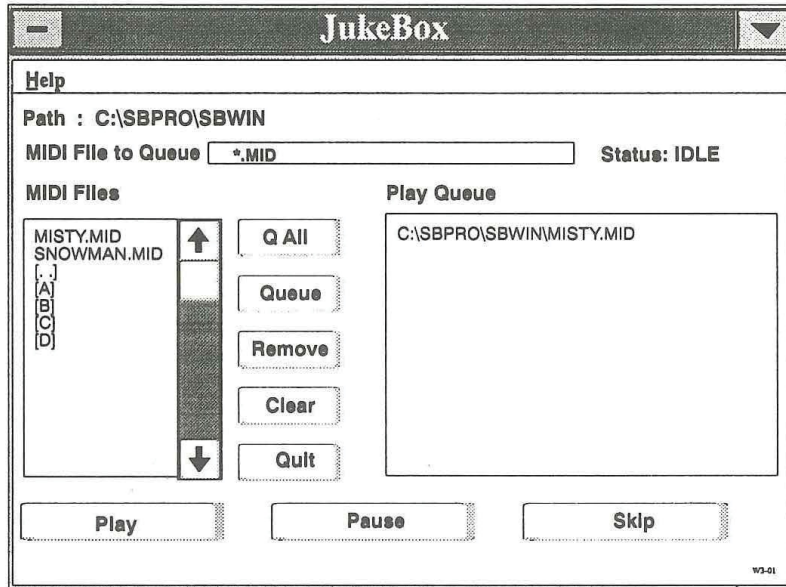 JukeBox
Help
Path : C:\SBPRO\SBWIN
MIDI File to Queue *.MID Status: IDLE
MIDI Files Play Queue
MISTY.MID
SNOWMAN.MID
[..]
[A]
[B]
[C]
[D]
Q All
Queue
Remove
Clear
Quit
C:\SBPRO\SBWIN\MISTY.MID
Play Pause Skip
W3-01